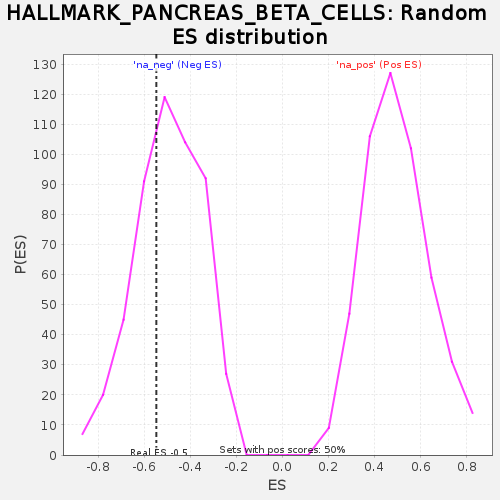 HALLMARK_PANCREAS_BETA_CELLS: Random
ES distribution
'na_neg' (Neg ES)
'na_pos' (Pos ES)
130
120
110
100
90
80
70
60
50
40
30
20
10
0
P(ES)
Real ES -0.5
Sets with pos scores: 50%
-0.8 -0.6 -0.4 -0.2 0.0 0.2 0.4 0.6 0.8
ES